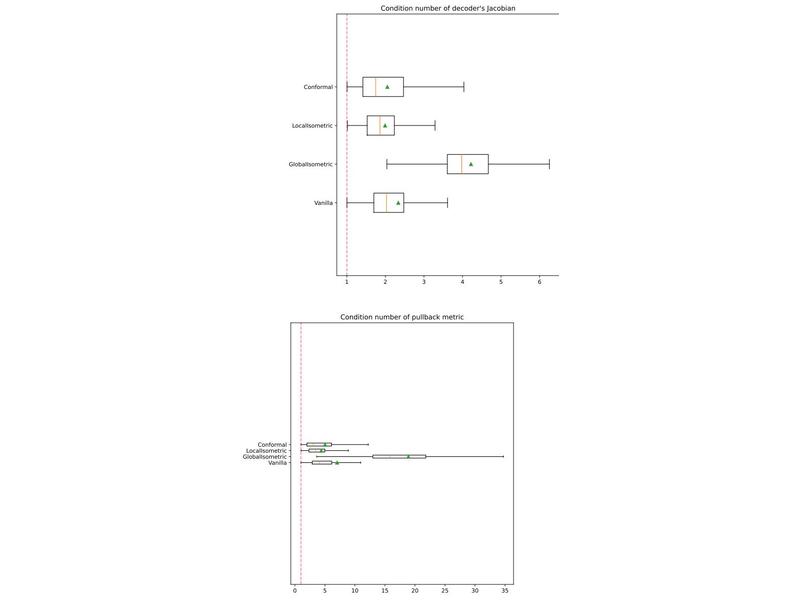 Condition number of decoder's Jacobian
Conformal
LocalIsometric
GlobalIsometric
Vanilla
1 2 3 4 5 6
Condition number of pullback metric
Conformal
LocalIsometric
GlobalIsometric
Vanilla
0 5 10 15 20 25 30 35